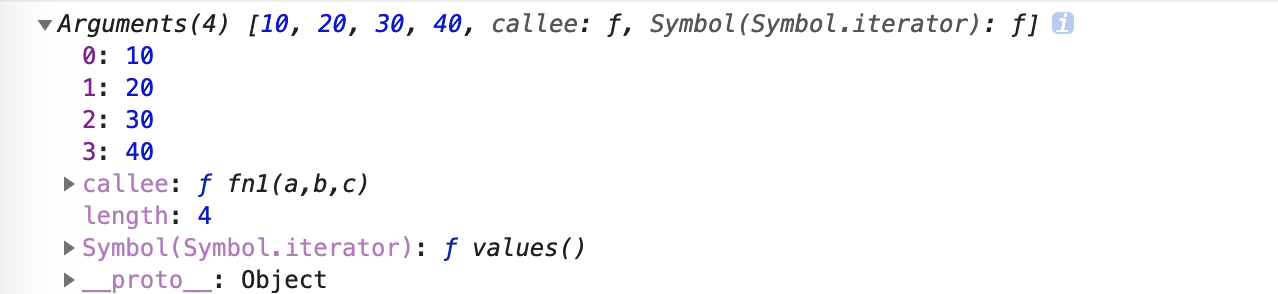 ▼Arguments(4) [10, 20, 30, 40, callee: ƒ, Symbol(Symbol.iterator): ƒ] i
0: 10
1: 20
2: 30
3: 40
▶callee: ƒ fn1(a,b,c)
length: 4
▶Symbol(Symbol.iterator): ƒ values()
▶__proto__: Object